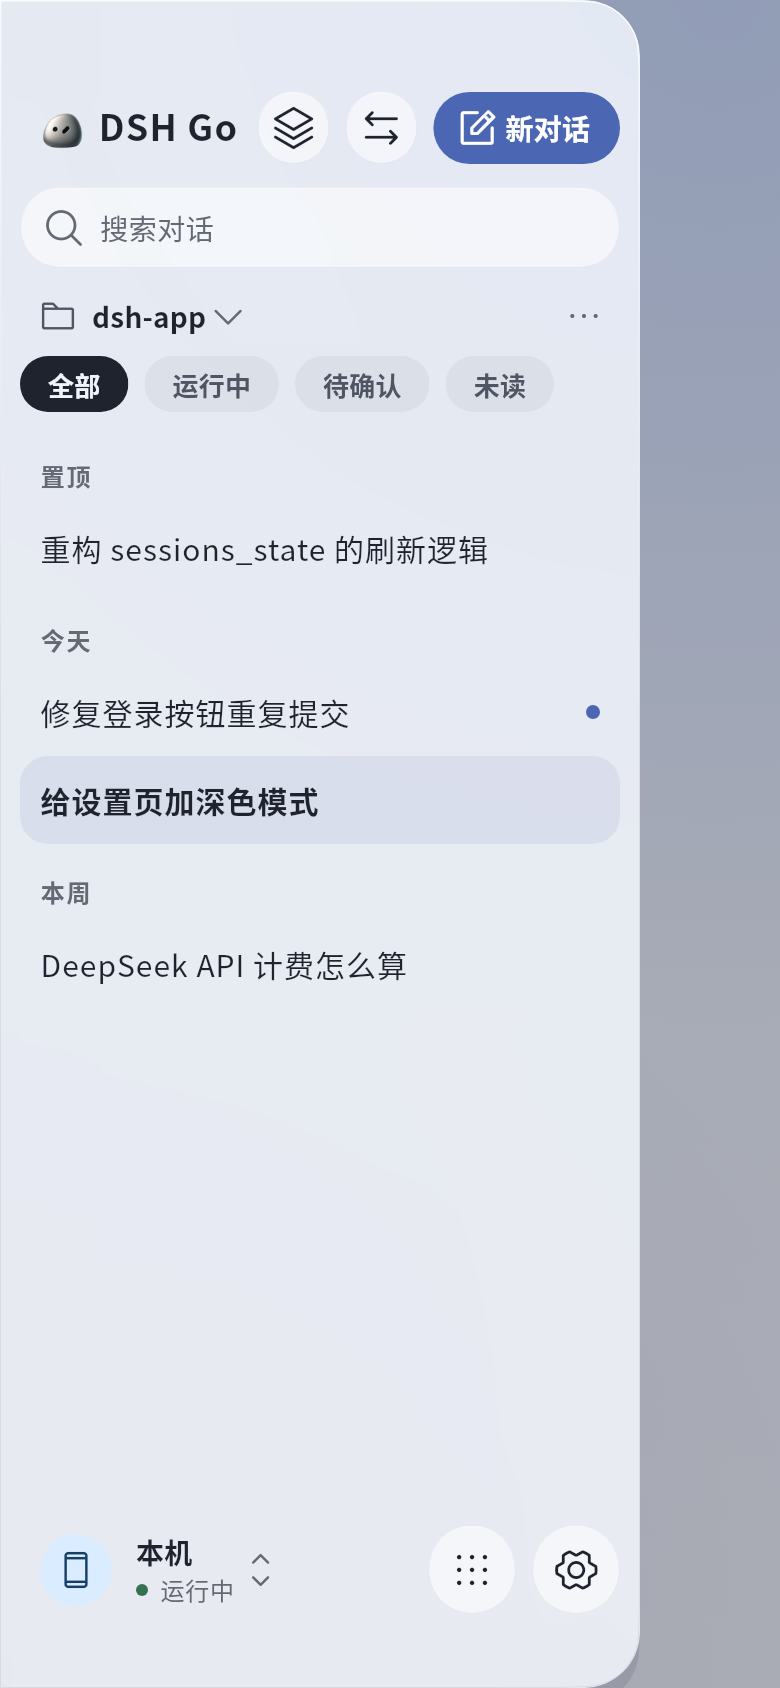 DSH Go
新对话
搜索对话
dsh-app
全部 运行中 待确认 未读
置顶
重构 sessions_state 的刷新逻辑
今天
修复登录按钮重复提交
给设置页加深色模式
本周
DeepSeek API 计费怎么算
本机
运行中